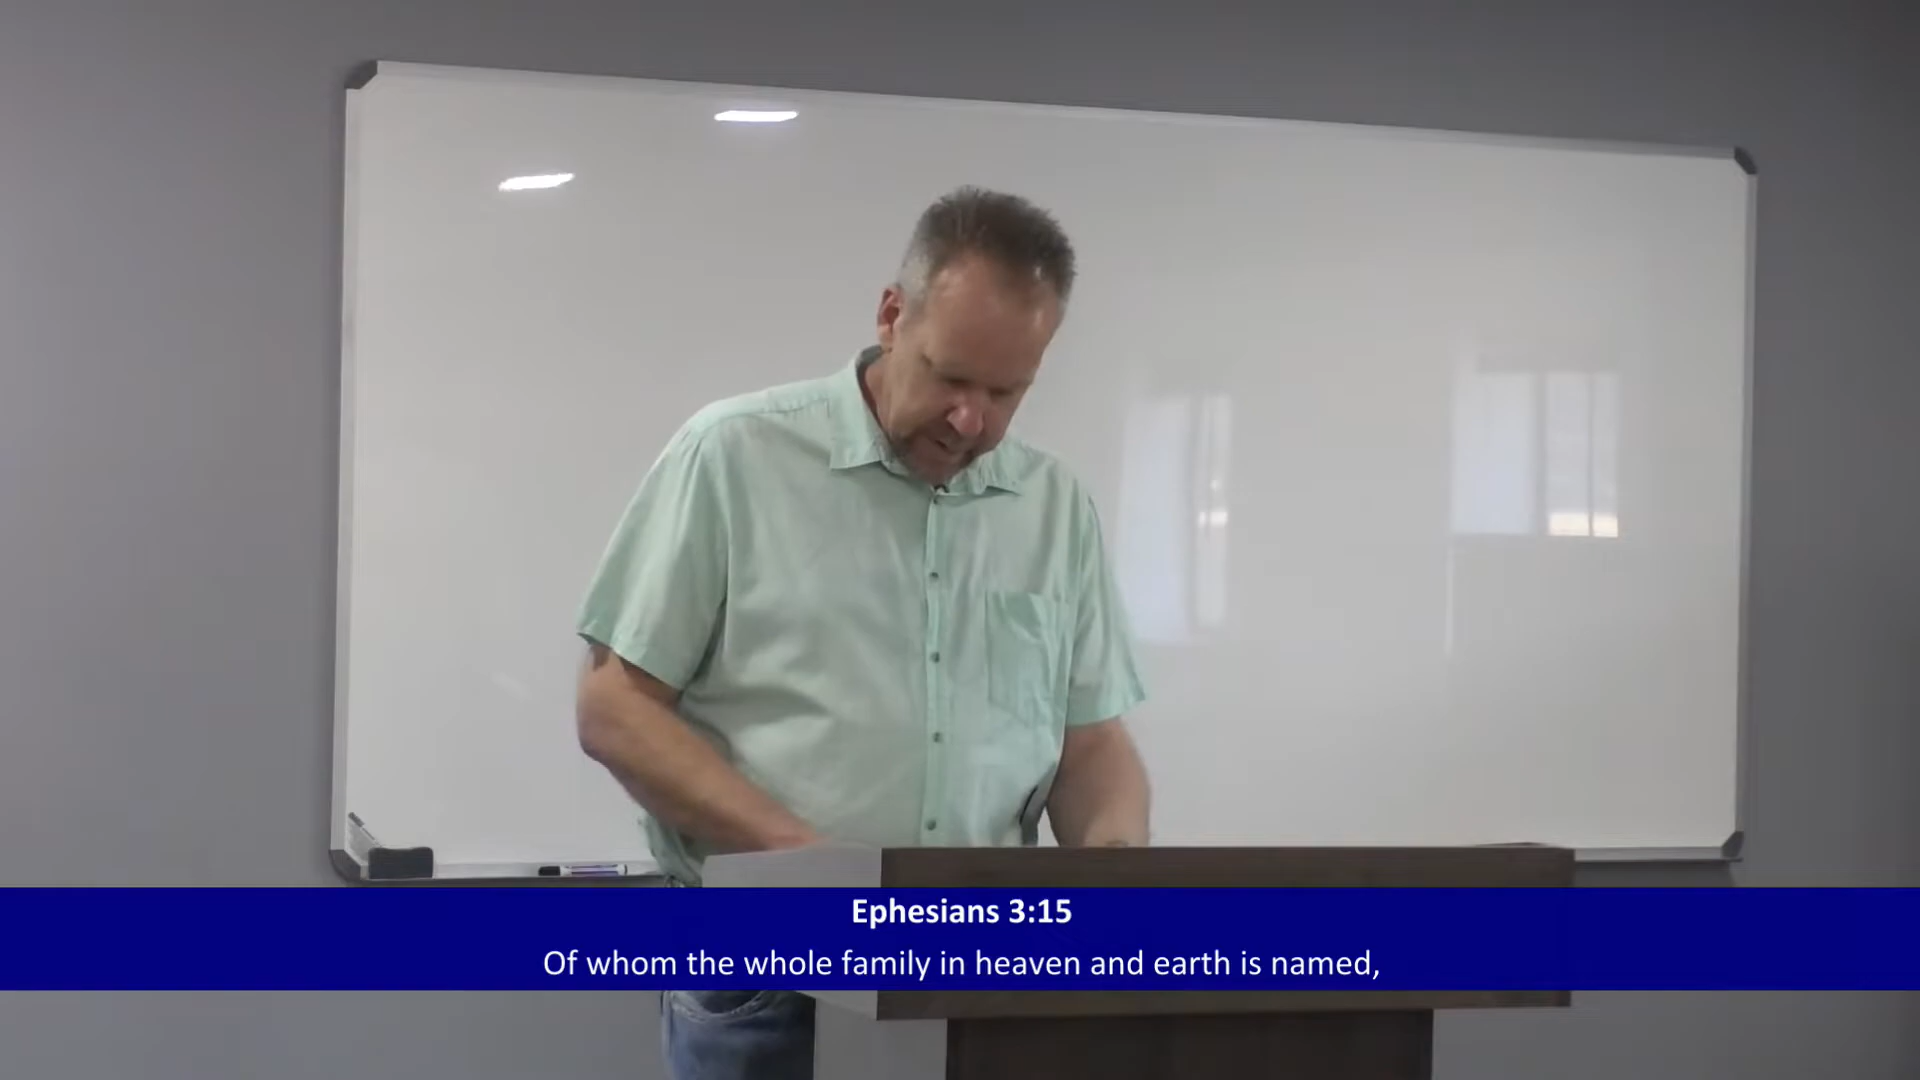 Ephesians 3:15
Of whom the whole family in heaven and earth is named,